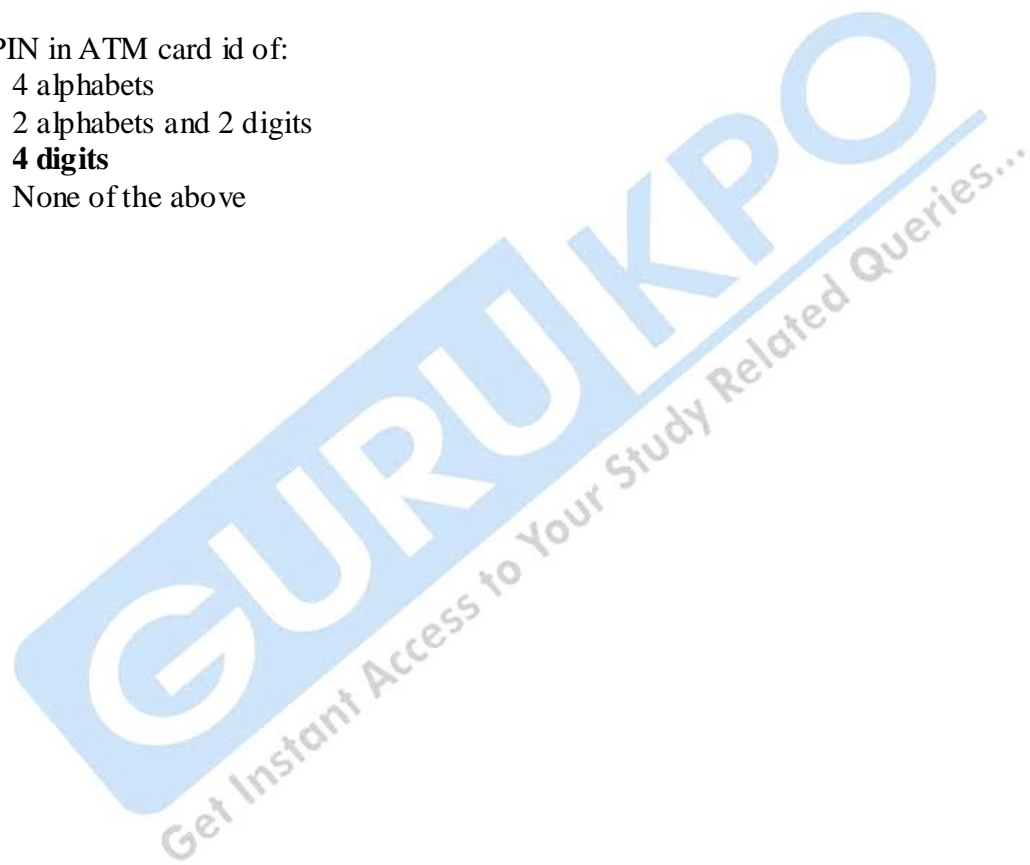 PIN in ATM card id of:
4 alphabets
2 alphabets and 2 digits
4 digits
None of the above
GURUKPO
Get Instant Access to Your Study Related Queries...